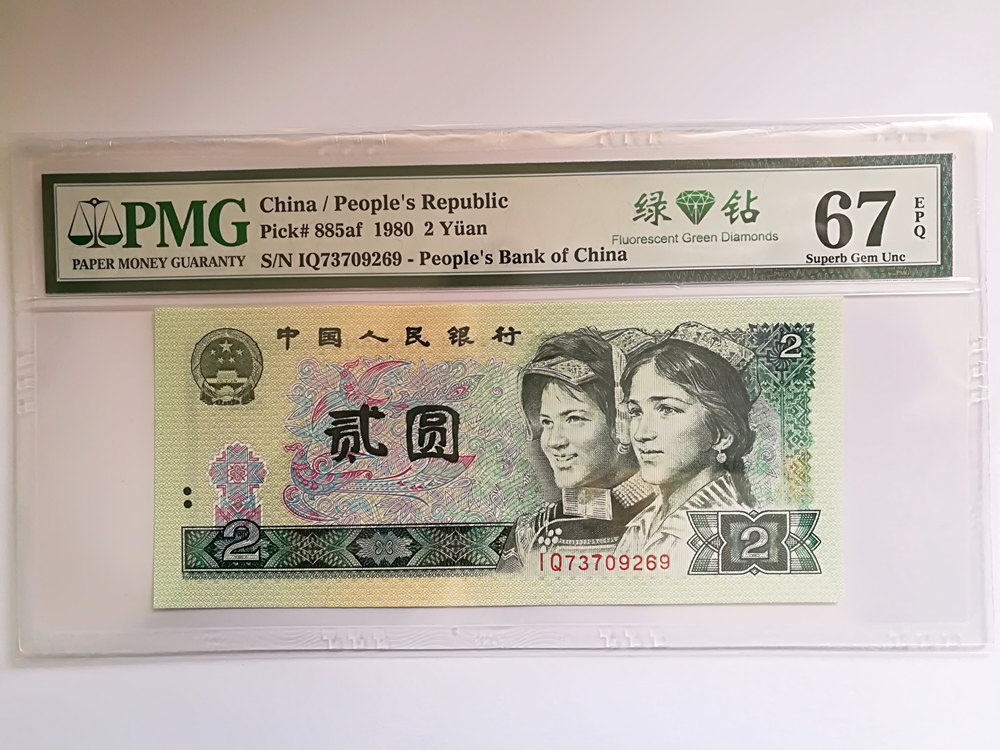 PMG
PAPER MONEY GUARANTY
China / People's Republic
Pick# 885af 1980 2 Yüan
S/N IQ73709269 - People's Bank of China
绿 钻
Fluorescent Green Diamonds
67
EPQ
Superb Gem Unc
中国人民银行
2
贰圆
2
2
IQ73709269